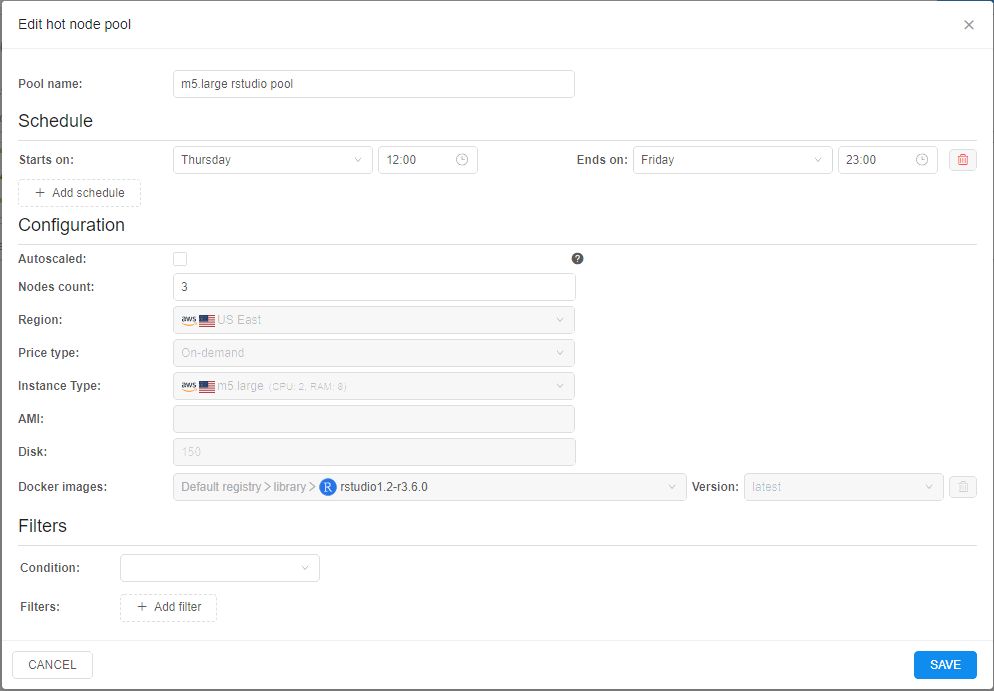 Edit hot node pool
Pool name: m5.large rstudio pool
Schedule
Starts on: Thursday 12:00 Ends on: Friday 23:00
+ Add schedule
Configuration
Autoscaled: ?
Nodes count: 3
Region: aws US East
Price type: On-demand
Instance Type: aws m5.large (CPU: 2, RAM: 8)
AMI:
Disk: 150
Docker images: Default registry > library > R rstudio1.2-r3.6.0 Version: latest
Filters
Condition:
Filters: + Add filter
CANCEL SAVE